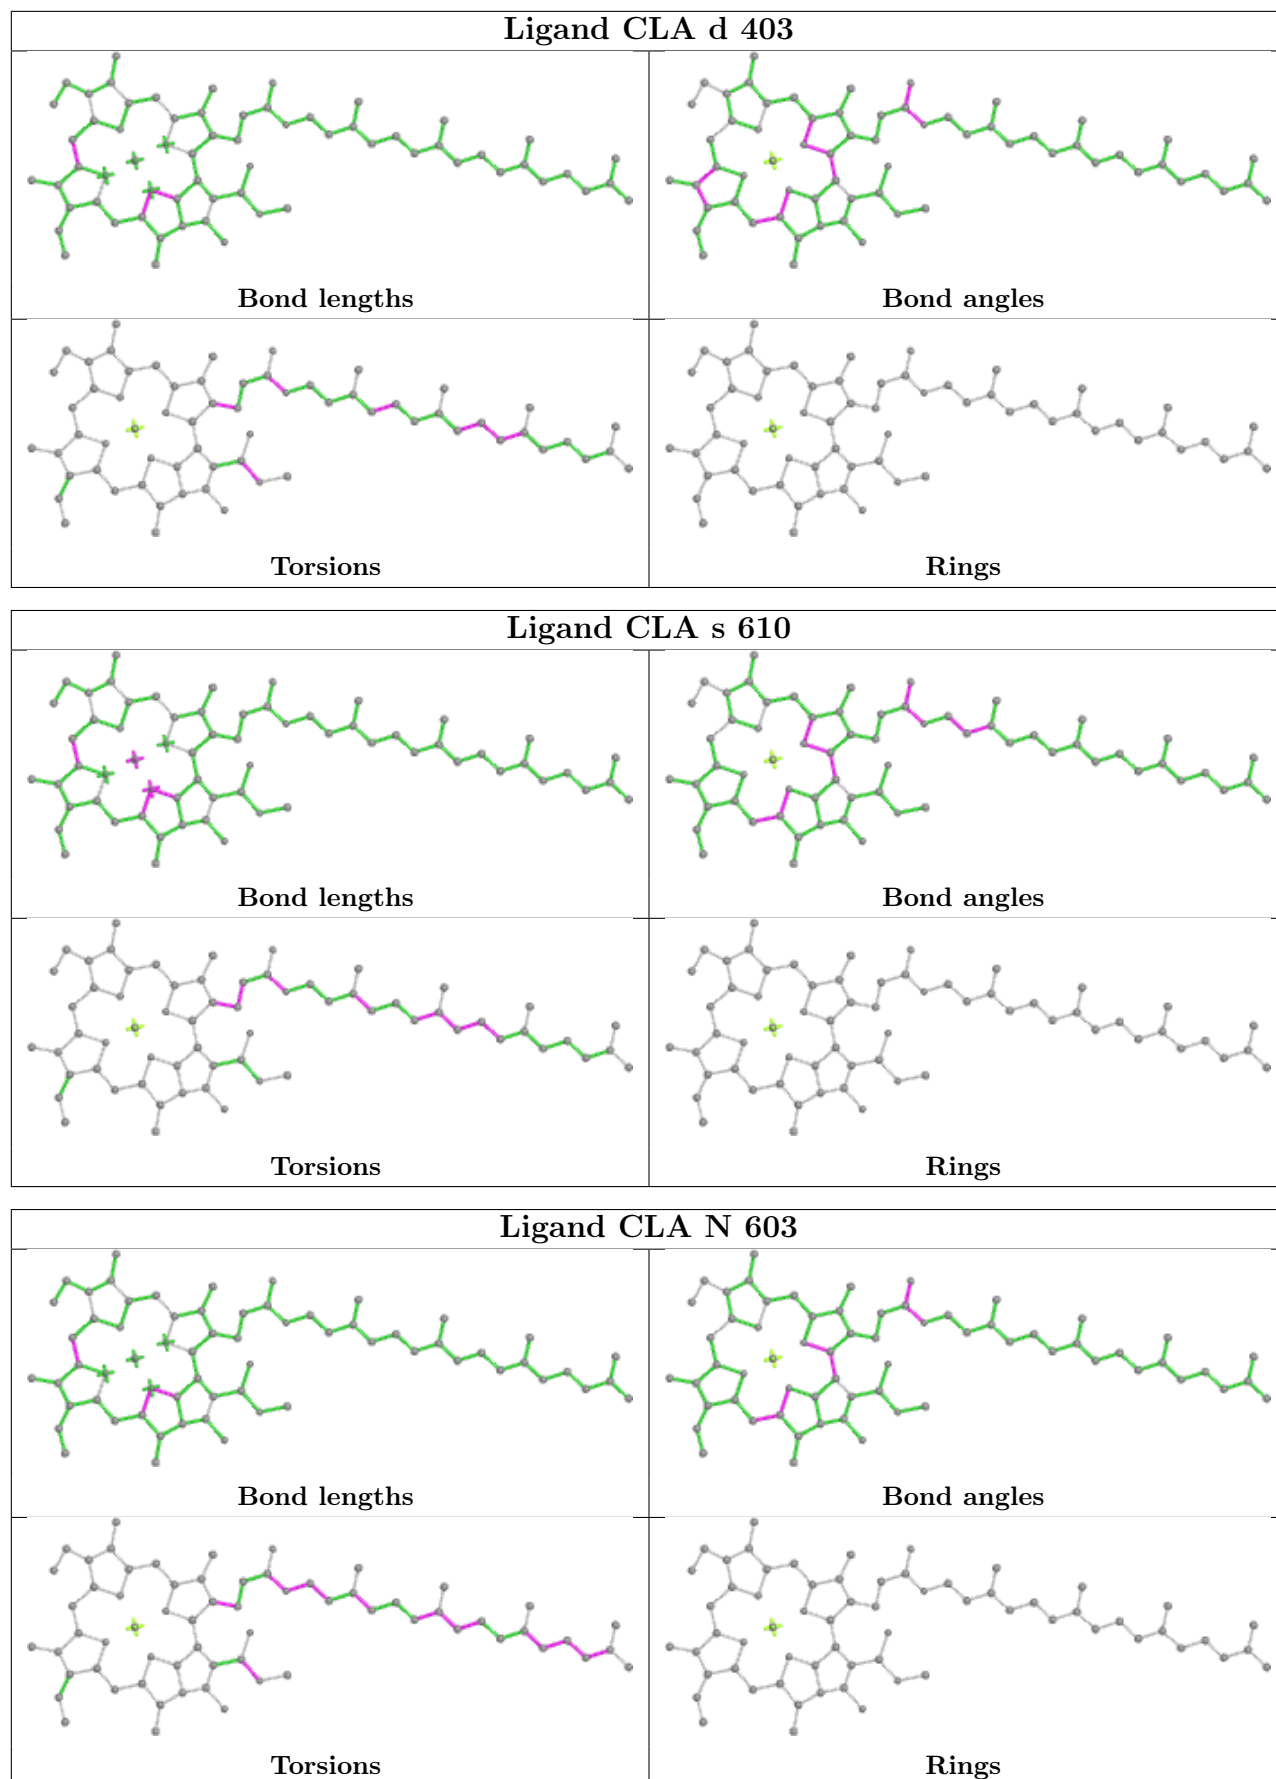 Ligand CLA d 403
Bond lengths
Bond angles
Torsions
Rings
Ligand CLA s 610
Bond lengths
Bond angles
Torsions
Rings
Ligand CLA N 603
Bond lengths
Bond angles
Torsions
Rings